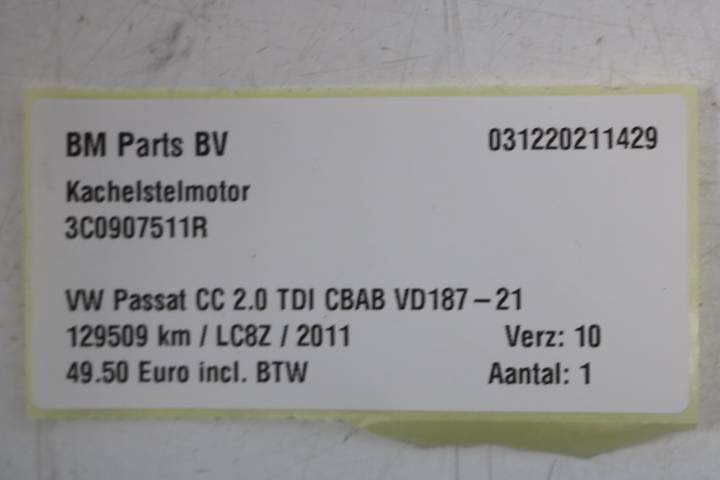 BM Parts BV 031220211429
Kachelstelmotor
3C0907511R
VW Passat CC 2.0 TDI CBAB VD187-21
129509 km / LC8Z / 2011 Verz: 10
49.50 Euro incl. BTW Aantal: 1